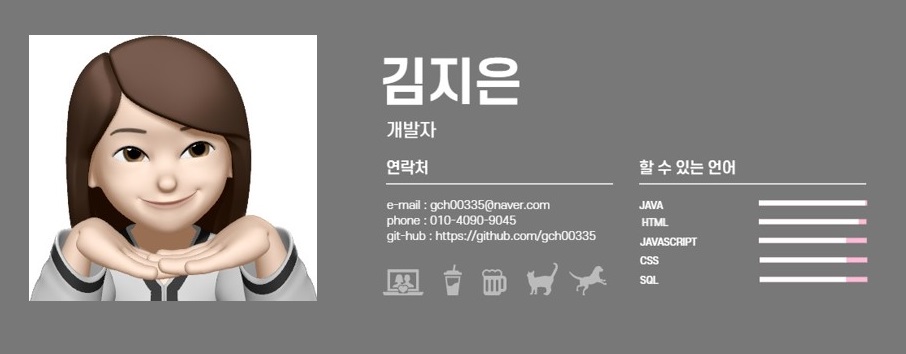 김지은
개발자
연락처
e-mail : gch00335@naver.com
phone : 010-4090-9045
git-hub : https://github.com/gch00335
할 수 있는 언어
JAVA
HTML
JAVASCRIPT
CSS
SQL